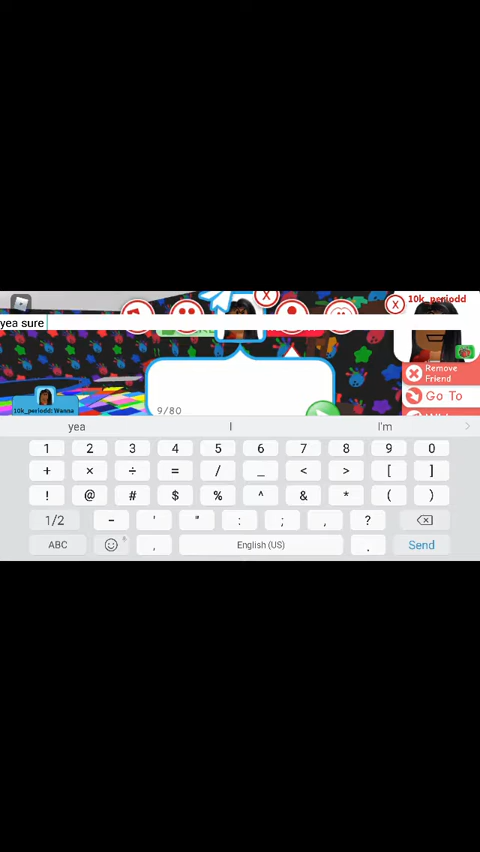 10k_periodd
yea sure
Remove
Friend
Go To
10k_periodd: Wanna
9/80
yea I I'm
1 2 3 4 5 6 7 8 9 0
+ × ÷ = / _ < > [ ]
! @ # $ % ^ & * ( )
1/2 - ' " : ; , ?
ABC , English (US) . Send